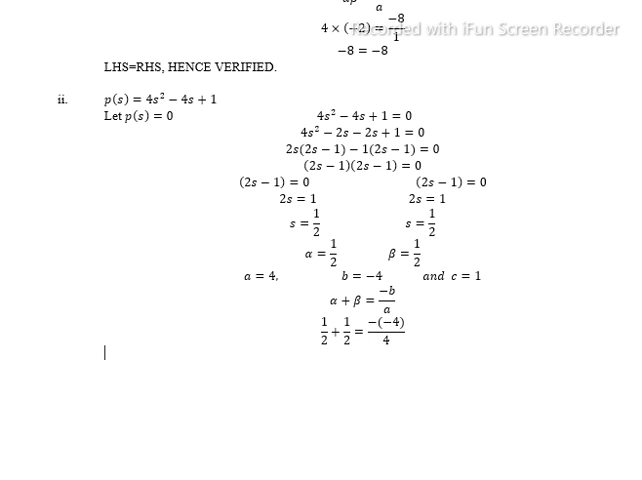 αβ a
4 × (−2) = −8/1
Recorded with iFun Screen Recorder
−8 = −8
LHS=RHS, HENCE VERIFIED.
ii. p(s) = 4s² − 4s + 1
Let p(s) = 0 4s² − 4s + 1 = 0
4s² − 2s − 2s + 1 = 0
2s(2s − 1) − 1(2s − 1) = 0
(2s − 1)(2s − 1) = 0
(2s − 1) = 0 (2s − 1) = 0
2s = 1 2s = 1
s = 1/2 s = 1/2
α = 1/2 β = 1/2
a = 4, b = −4 and c = 1
α + β = −b/a
1/2 + 1/2 = −(−4)/4